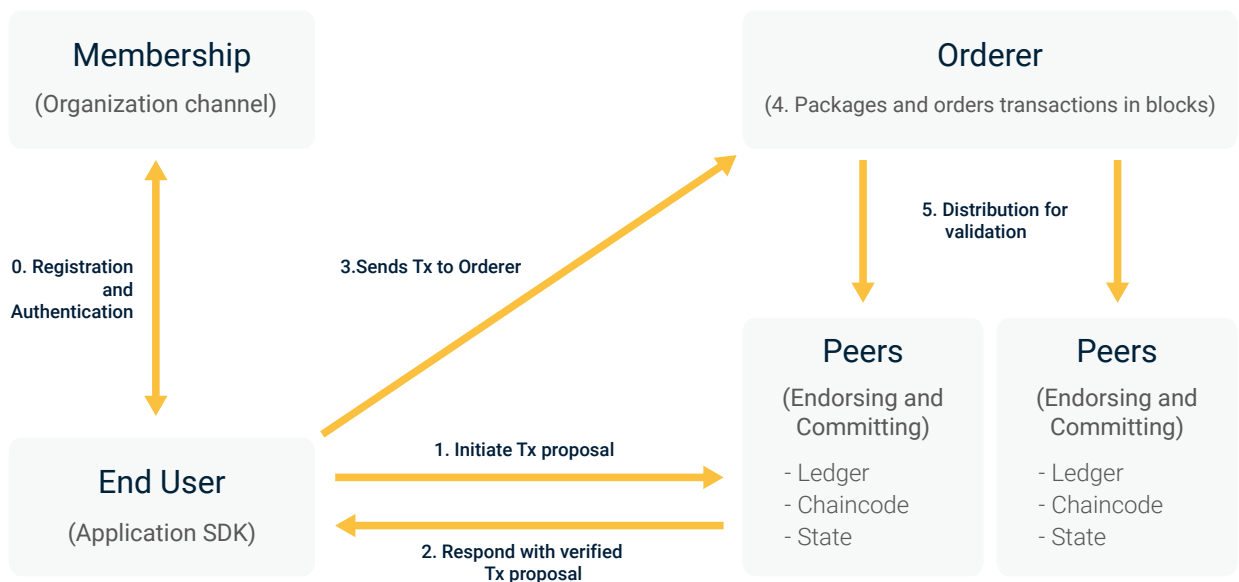 Membership
(Organization channel)
Orderer
(4. Packages and orders transactions in blocks)
0. Registration
and
Authentication
3.Sends Tx to Orderer
5. Distribution for
validation
End User
(Application SDK)
1. Initiate Tx proposal
2. Respond with verified
Tx proposal
Peers
(Endorsing and
Committing)
- Ledger
- Chaincode
- State
Peers
(Endorsing and
Committing)
- Ledger
- Chaincode
- State